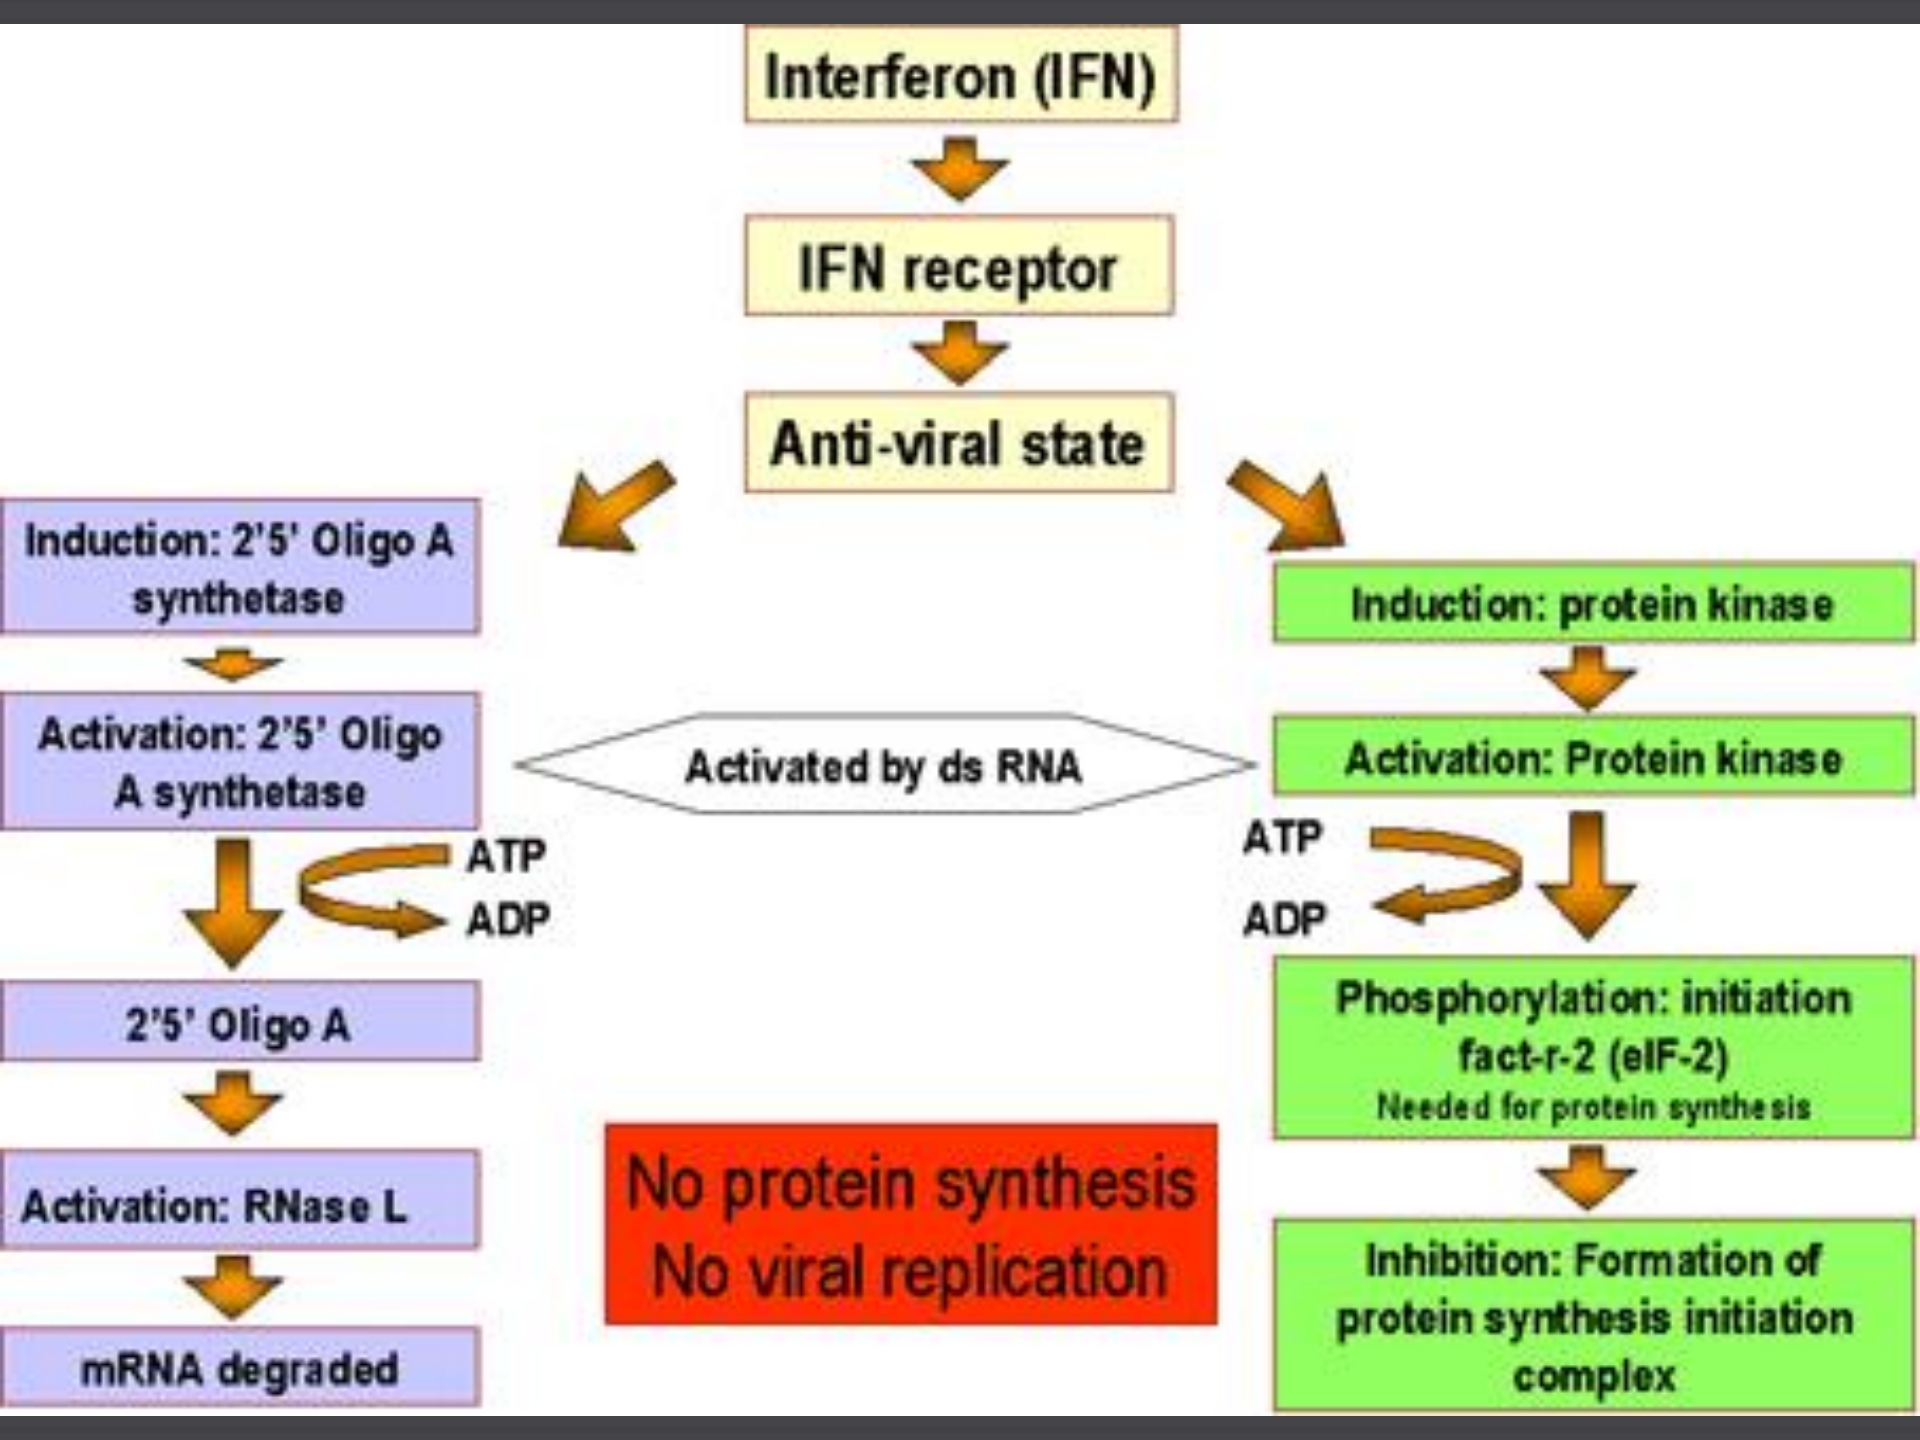 Interferon (IFN)
IFN receptor
Anti-viral state
Induction: 2’5’ Oligo A
synthetase
Activation: 2’5’ Oligo
A synthetase
ATP
ADP
2’5’ Oligo A
Activation: RNase L
mRNA degraded
Activated by ds RNA
No protein synthesis
No viral replication
Induction: protein kinase
Activation: Protein kinase
ATP
ADP
Phosphorylation: initiation
fact-r-2 (eIF-2)
Needed for protein synthesis
Inhibition: Formation of
protein synthesis initiation
complex